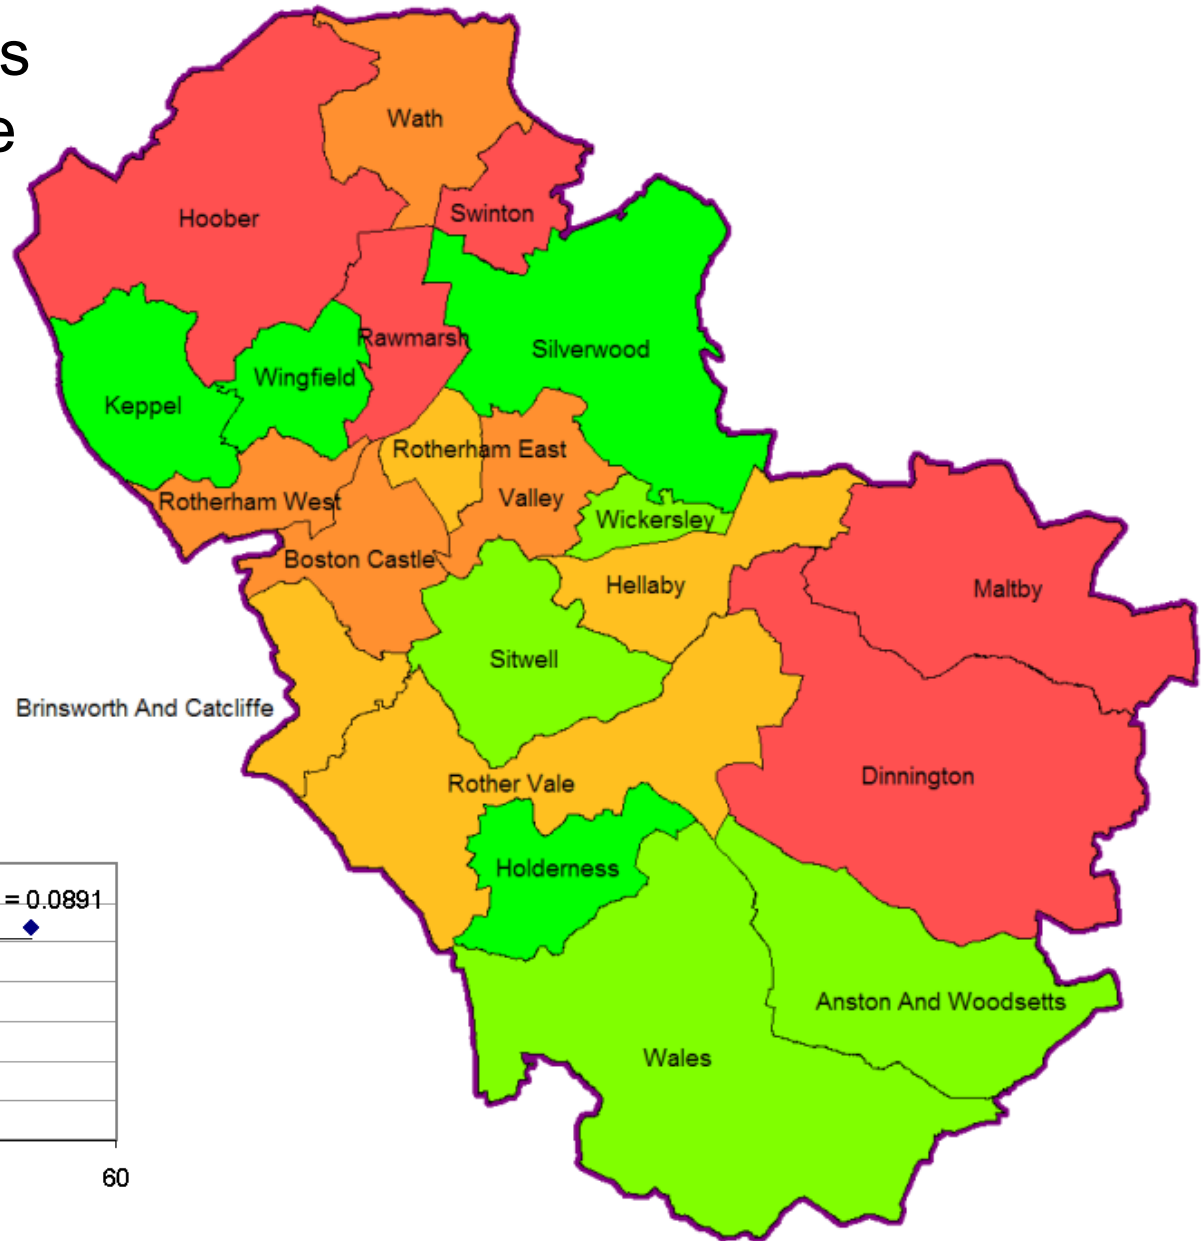 s
e
Wath
Hoober
Swinton
Rawmarsh
Silverwood
Wingfield
Keppel
Rotherham East
Rotherham West
Valley
Wickersley
Boston Castle
Hellaby
Maltby
Sitwell
Brinsworth And Catcliffe
Rother Vale
Dinnington
Holderness
= 0.0891
Anston And Woodsetts
Wales
60